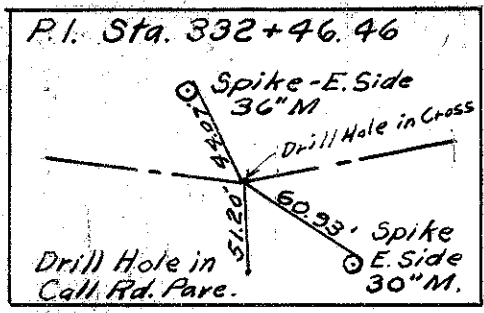 P.I. Sta. 332+46.46
Spike-E.Side
36"M
Drill Hole in Cross
44.07
51.20'
60.93'
Spike
E.Side
30"M.
Drill Hole in
Call Rd. Pave.